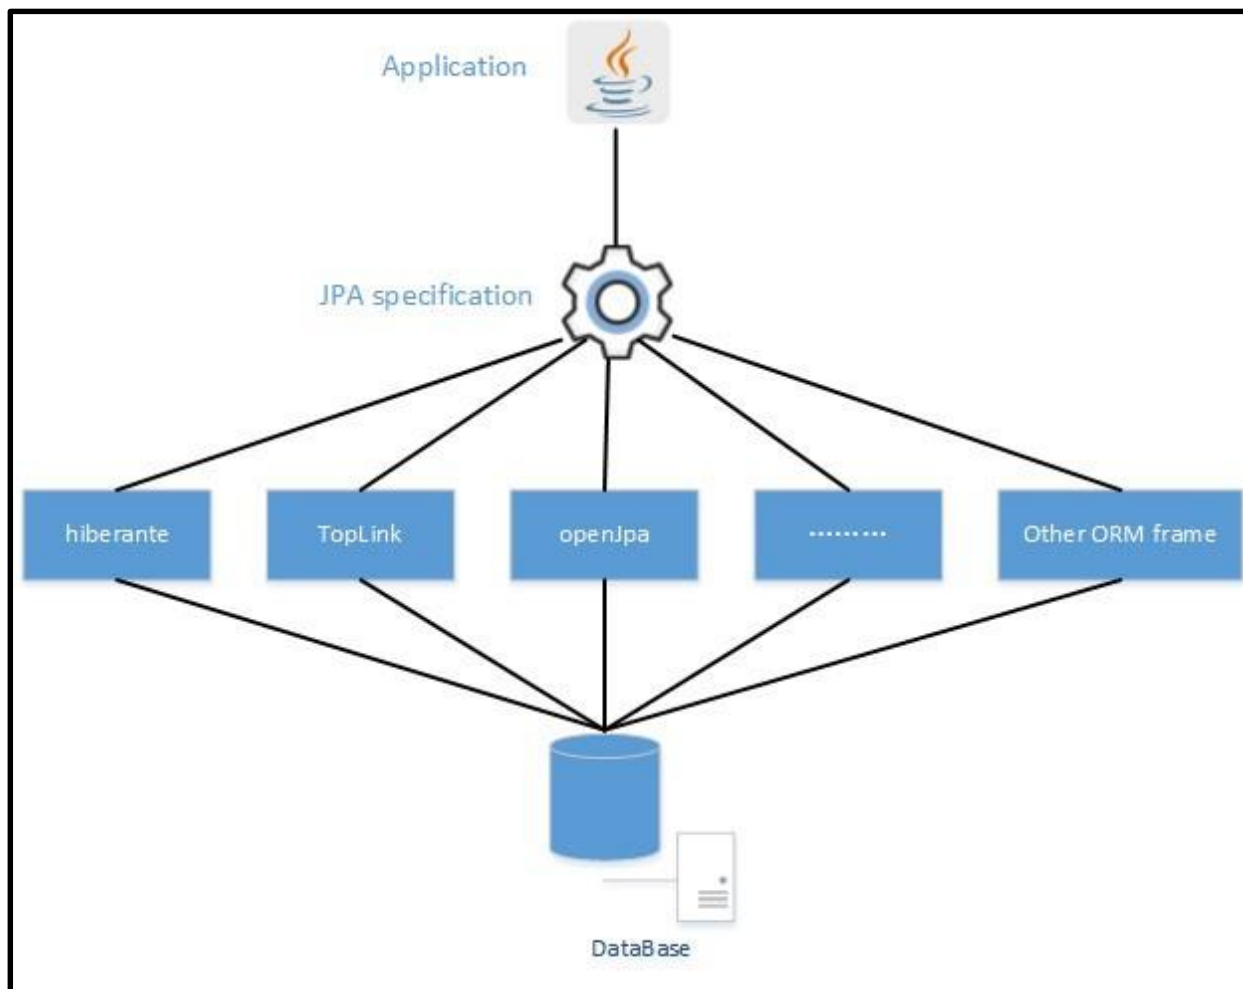 Application
JPA specification
hiberante
TopLink
openJpa
·········
Other ORM frame
DataBase